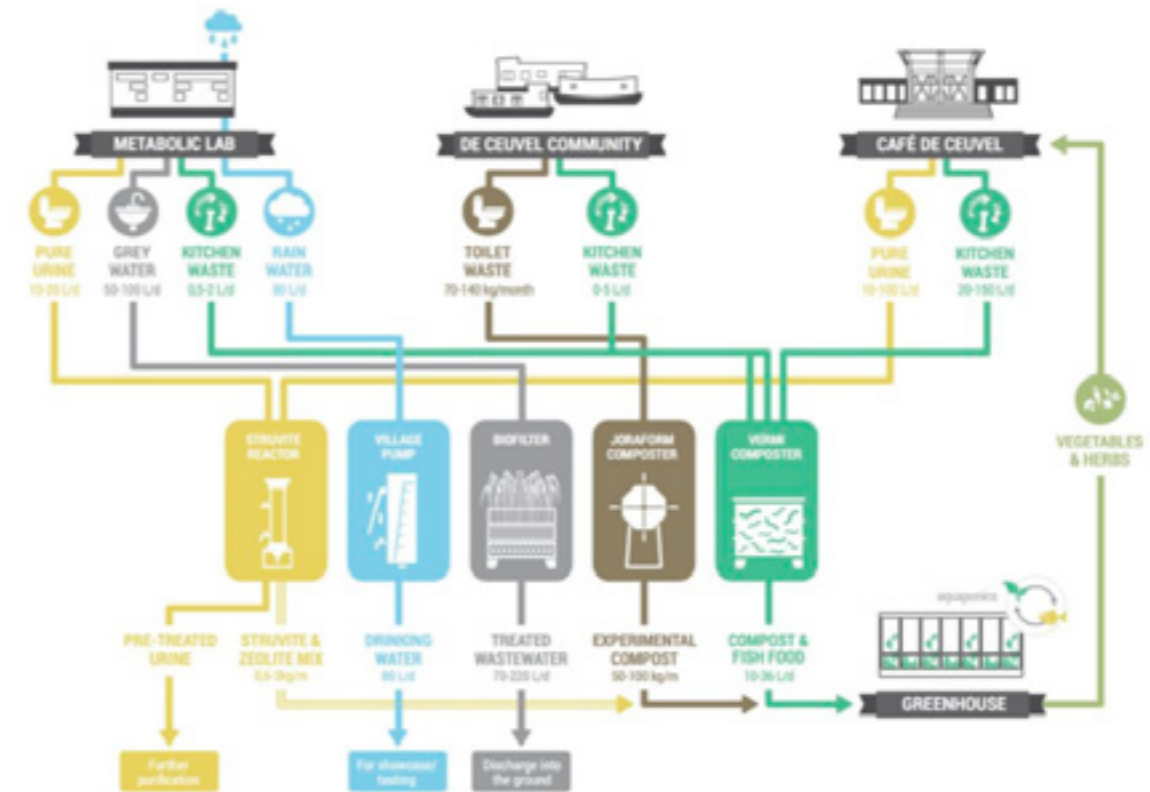 METABOLIC LAB
DE CEUVEL COMMUNITY
CAFÉ DE CEUVEL
PURE
URINE
10-20 L/d
GREY
WATER
50-100 L/d
KITCHEN
WASTE
0,5-2 L/d
RAIN
WATER
80 L/d
TOILET
WASTE
70-140 kg/month
KITCHEN
WASTE
0-5 L/d
PURE
URINE
10-100 L/d
KITCHEN
WASTE
20-150 L/d
STRUVITE
REACTOR
VILLAGE
PUMP
BIOFILTER
JORAFORM
COMPOSTER
VERMI
COMPOSTER
VEGETABLES
& HERBS
aquaponics
PRE-TREATED
URINE
STRUVITE &
ZEOLITE MIX
DRINKING
WATER
80 L/d
TREATED
WASTEWATER
70-220 L/d
EXPERIMENTAL
COMPOST
50-100 kg/m
COMPOST &
FISH FOOD
10-36 L/d
GREENHOUSE
Further
purification
For showcase/
tasting
Discharge into
the ground